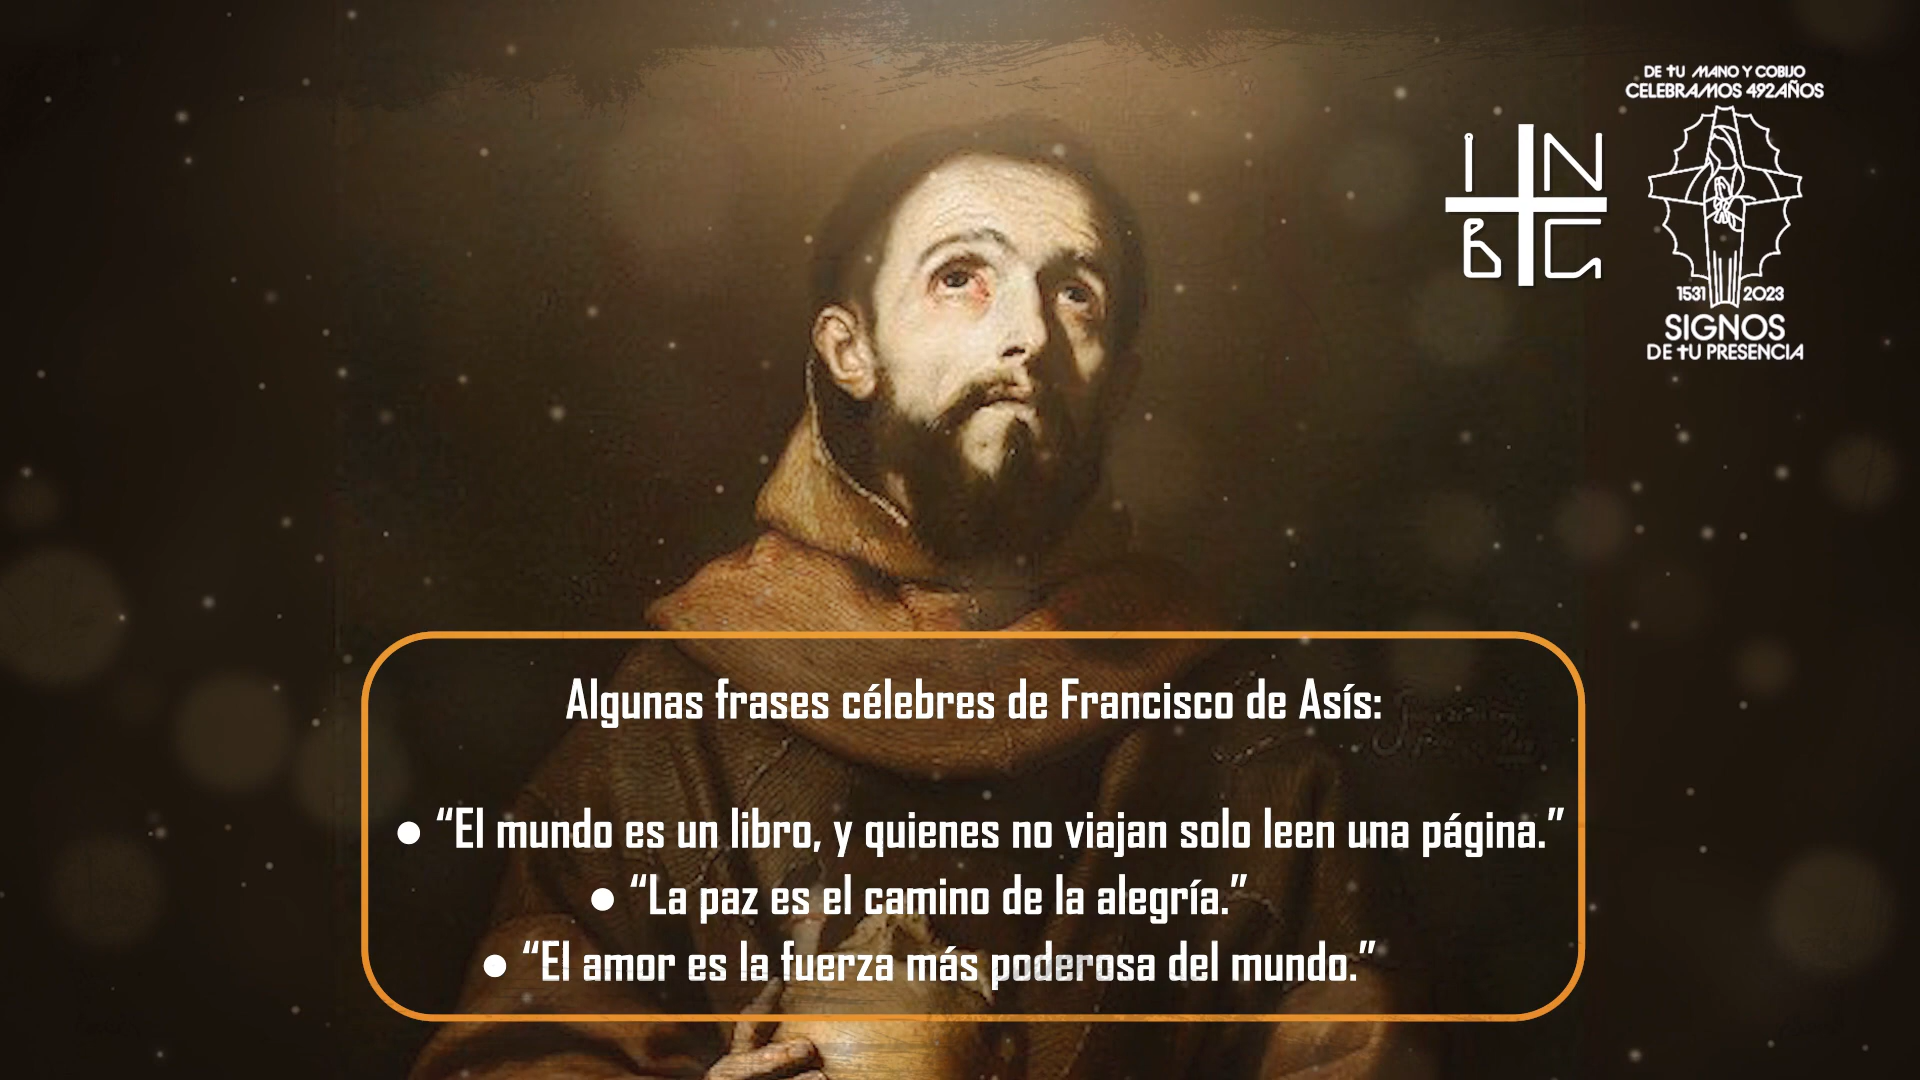 DE TU MANO Y COBIJO
CELEBRAMOS 492AÑOS
I N
B G
1531 2023
SIGNOS
DE TU PRESENCIA
Algunas frases célebres de Francisco de Asís:
● “El mundo es un libro, y quienes no viajan solo leen una página.”
● “La paz es el camino de la alegría.”
● “El amor es la fuerza más poderosa del mundo.”